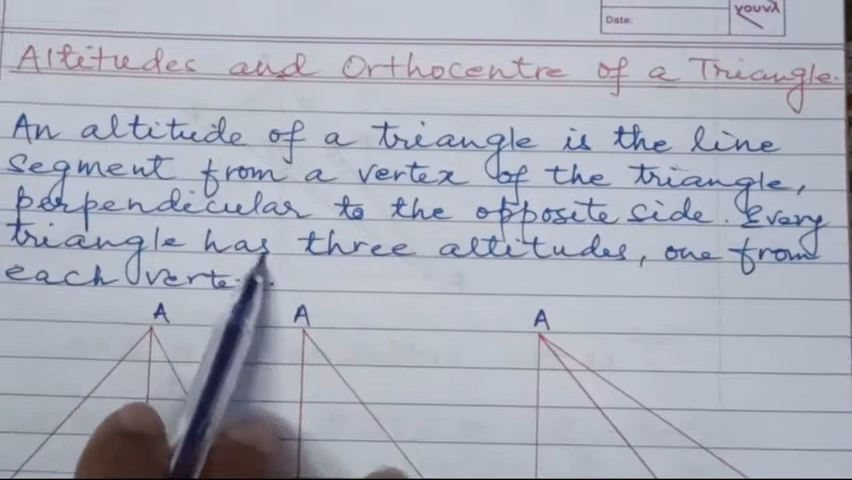 youva
Date:
Altitudes and Orthocentre of a Triangle.
An altitude of a triangle is the line
segment from a vertex of the triangle,
perpendicular to the opposite side. Every
triangle has three altitudes, one from
each
A A A